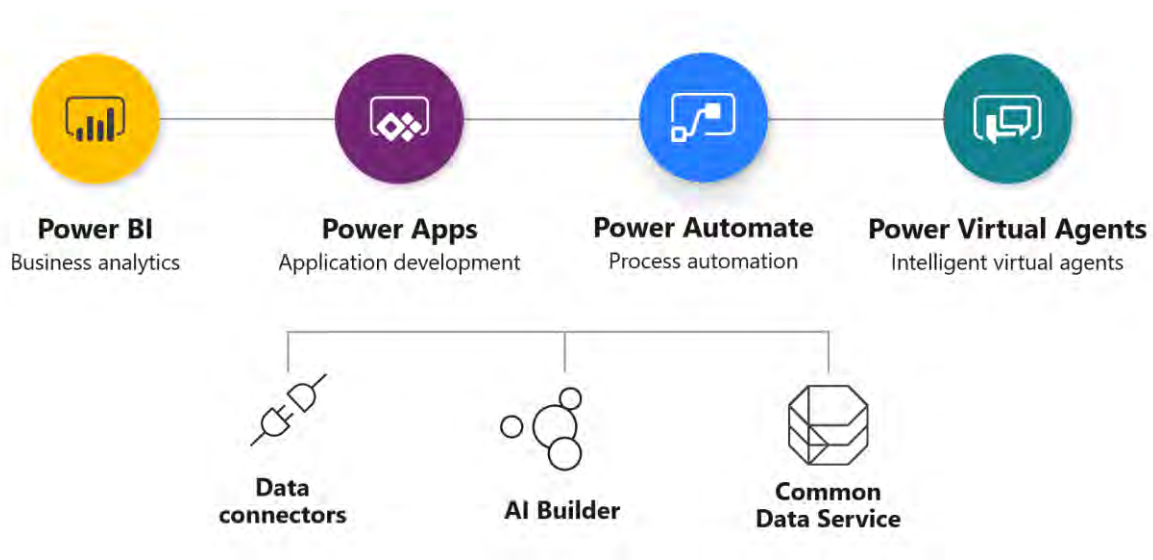 Power BI
Business analytics
Power Apps
Application development
Power Automate
Process automation
Power Virtual Agents
Intelligent virtual agents
Data
connectors
AI Builder
Common
Data Service